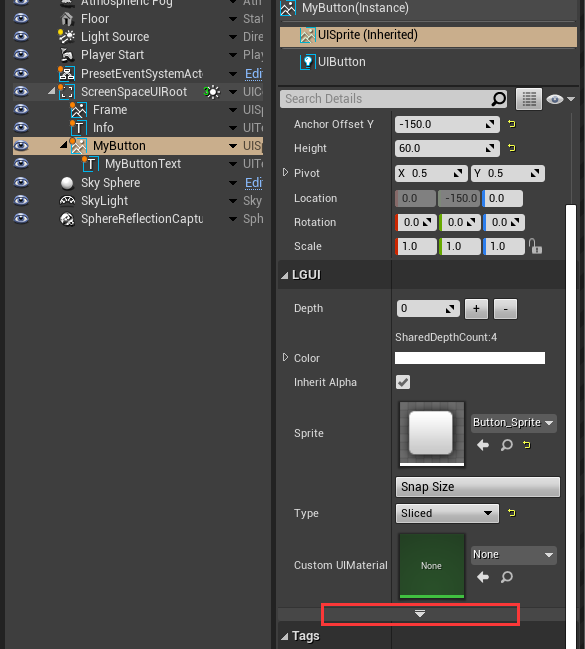 Atmospheric Fog Atm
Floor Stat
Light Source Dire
Player Start Play
PresetEventSystemActo Edi
ScreenSpaceUIRoot UIC
Frame UISp
Info UITe
MyButton UISp
MyButtonText UITe
Sky Sphere Edi
SkyLight Sky
SphereReflectionCaptu Sph
MyButton(Instance)
UISprite (Inherited)
UIButton
Search Details
Anchor Offset Y -150.0
Height 60.0
Pivot X 0.5 Y 0.5
Location 0.0 -150.0 0.0
Rotation 0.0 0.0 0.0
Scale 1.0 1.0 1.0
LGUI
Depth 0 + -
SharedDepthCount:4
Color
Inherit Alpha
Sprite Button_Sprite
Snap Size
Type Sliced
Custom UIMaterial None None
Tags